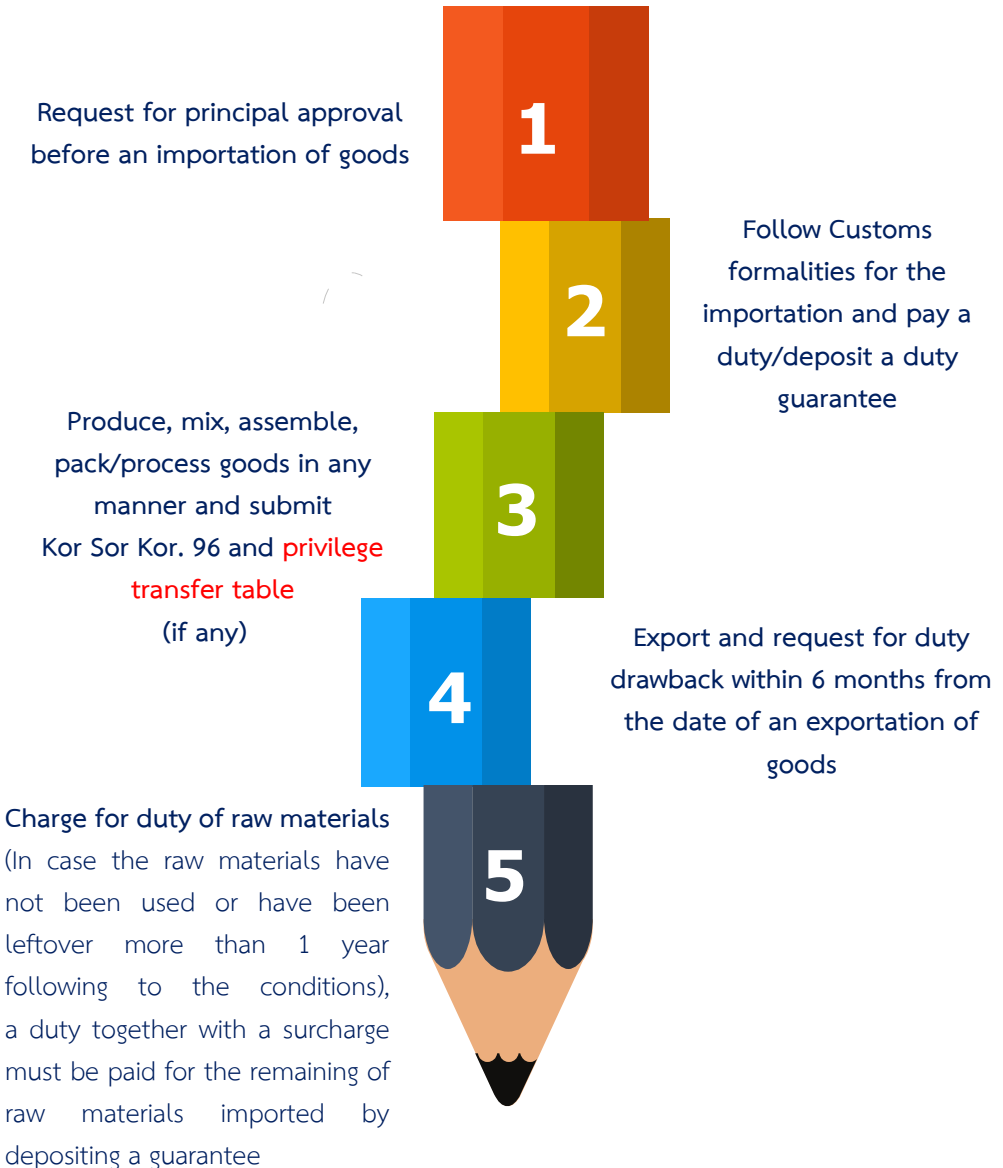 1
Request for principal approval
before an importation of goods
2
Follow Customs
formalities for the
importation and pay a
duty/deposit a duty
guarantee
3
Produce, mix, assemble,
pack/process goods in any
manner and submit
Kor Sor Kor. 96 and privilege
transfer table
(if any)
4
Export and request for duty
drawback within 6 months from
the date of an exportation of
goods
5
Charge for duty of raw materials
(In case the raw materials have
not been used or have been
leftover more than 1 year
following to the conditions),
a duty together with a surcharge
must be paid for the remaining of
raw materials imported by
depositing a guarantee